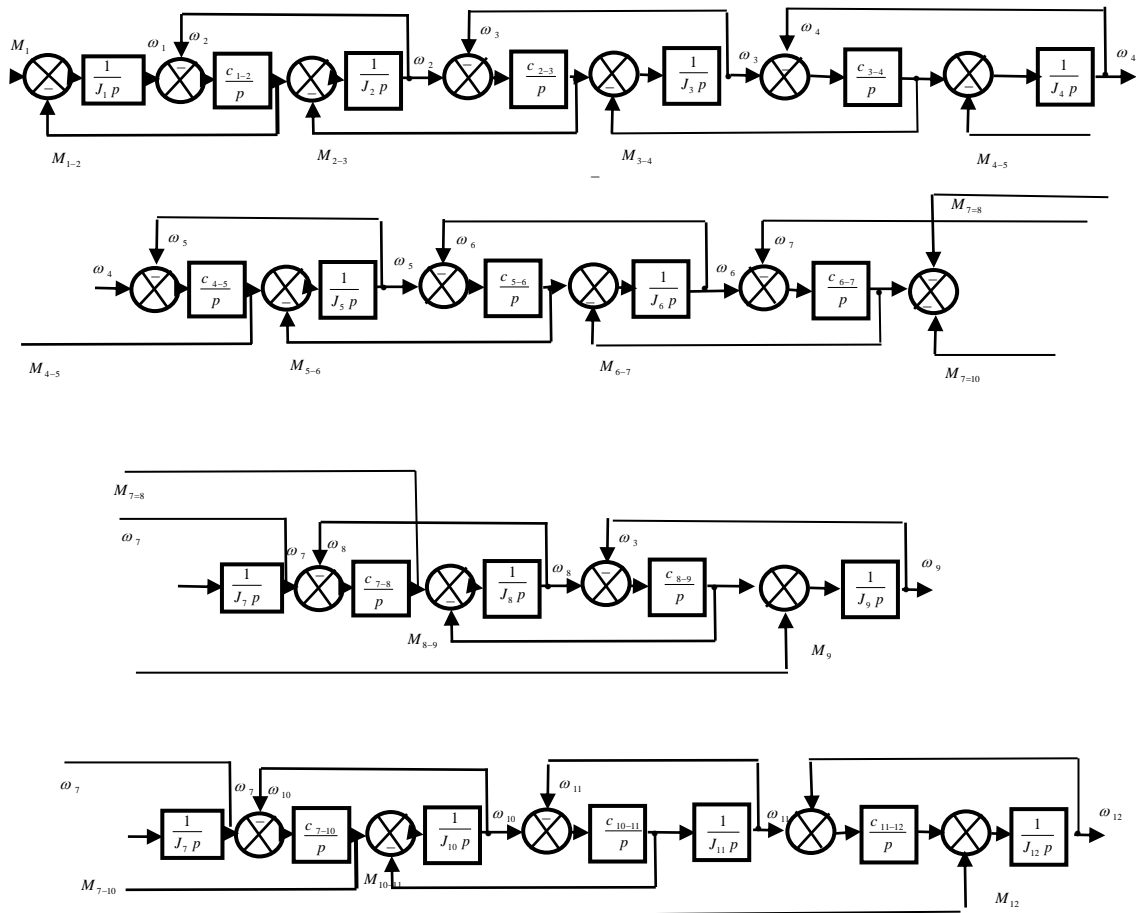 M₁ 1/(J₁ p) ω₁ ω₂ c₁₋₂/p 1/(J₂ p) ω₂ ω₃ c₂₋₃/p 1/(J₃ p) ω₃ ω₄ c₃₋₄/p 1/(J₄ p) ω₄
M₁₋₂ M₂₋₃ M₃₋₄ M₄₋₅
ω₄ ω₅ c₄₋₅/p 1/(J₅ p) ω₅ ω₆ c₅₋₆/p 1/(J₆ p) ω₆ ω₇ c₆₋₇/p M₇₌₈
M₄₋₅ M₅₋₆ M₆₋₇ M₇₌₁₀
M₇₌₈
ω₇
1/(J₇ p) ω₇ ω₈ c₇₋₈/p 1/(J₈ p) ω₈ ω₃ c₈₋₉/p 1/(J₉ p) ω₉
M₈₋₉ M₉
ω₇
1/(J₇ p) ω₇ ω₁₀ c₇₋₁₀/p 1/(J₁₀ p) ω₁₀ ω₁₁ c₁₀₋₁₁/p 1/(J₁₁ p) ω₁₁ c₁₁₋₁₂/p 1/(J₁₂ p) ω₁₂
M₇₋₁₀ M₁₀₋₁₁ M₁₂